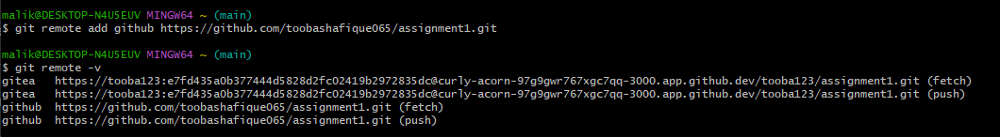 malik@DESKTOP-N4U5EUV MINGW64 ~ (main)
$ git remote add github https://github.com/toobashafique065/assignment1.git
malik@DESKTOP-N4U5EUV MINGW64 ~ (main)
$ git remote -v
gitea https://tooba123:e7fd435a0b377444d5828d2fc02419b2972835dc@curly-acorn-97g9gwr767xgc7qq-3000.app.github.dev/tooba123/assignment1.git (fetch)
gitea https://tooba123:e7fd435a0b377444d5828d2fc02419b2972835dc@curly-acorn-97g9gwr767xgc7qq-3000.app.github.dev/tooba123/assignment1.git (push)
github https://github.com/toobashafique065/assignment1.git (fetch)
github https://github.com/toobashafique065/assignment1.git (push)